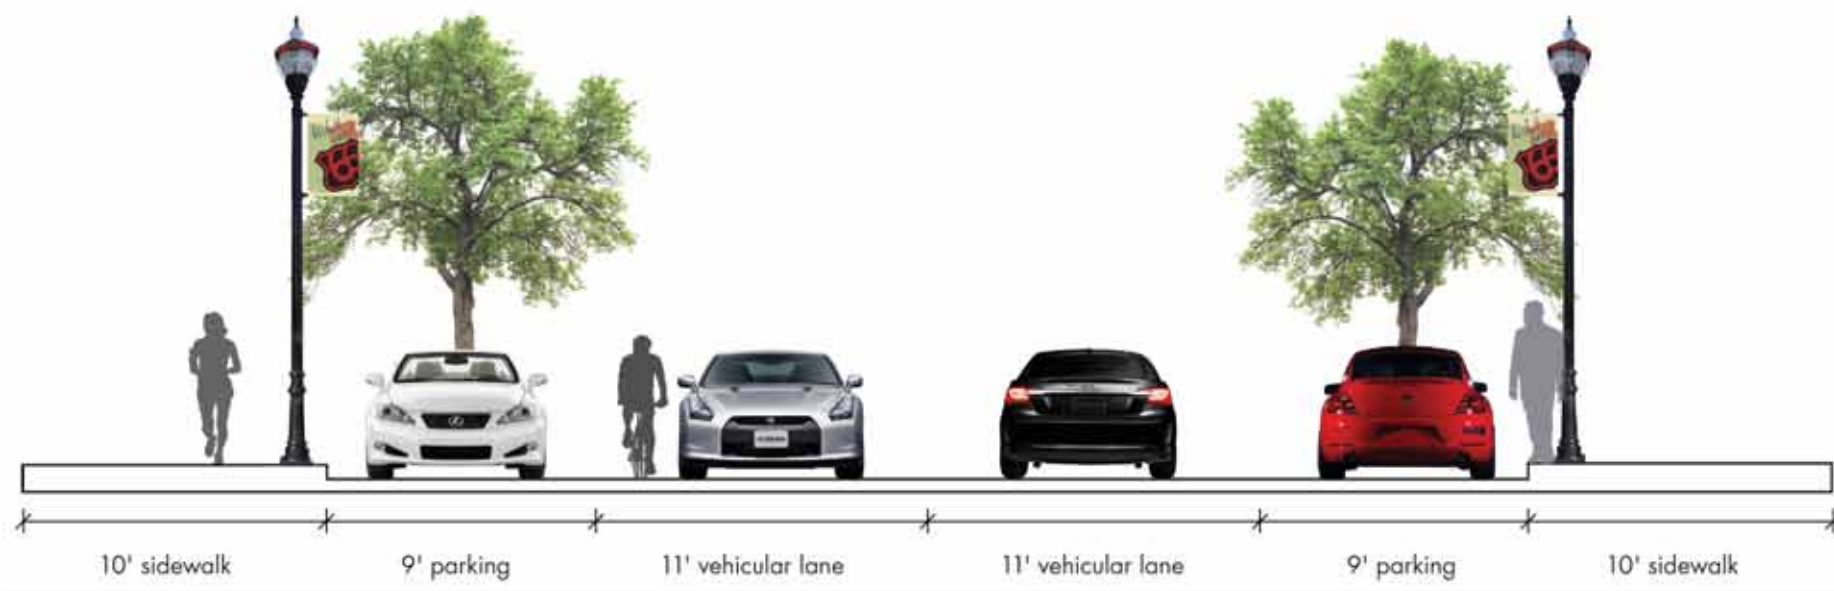 10' sidewalk
9' parking
11' vehicular lane
11' vehicular lane
9' parking
10' sidewalk